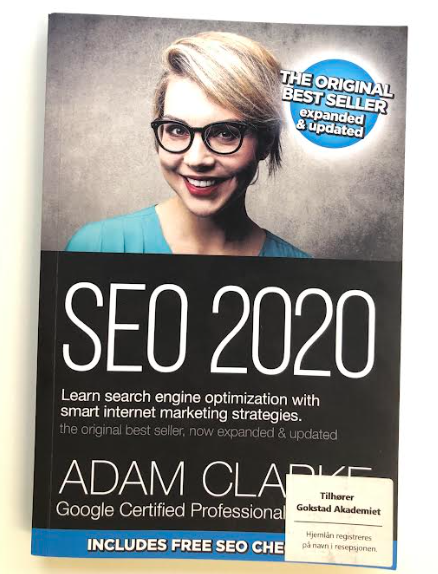 THE ORIGINAL
BEST SELLER
expanded
& updated
SEO 2020
Learn search engine optimization with
smart internet marketing strategies.
the original best seller, now expanded & updated
ADAM
Google Certified Professional
INCLUDES FREE SEO
Tilhører
Gokstad Akademiet
Hjemlån registreres
på navn i resepsjonen.